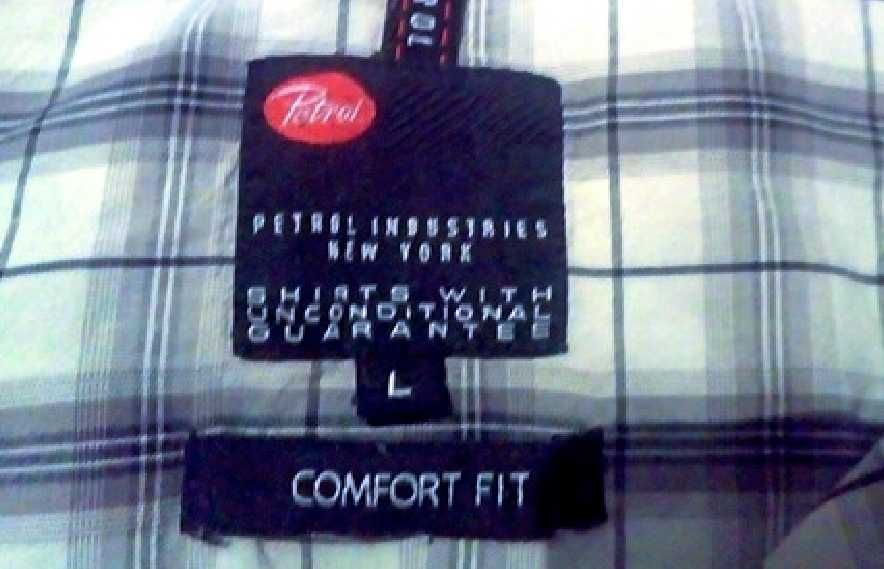 Petrol
PETROL INDUSTRIES
NEW YORK
SHIRTS WITH
UNCONDITIONAL
GUARANTEE
L
COMFORT FIT